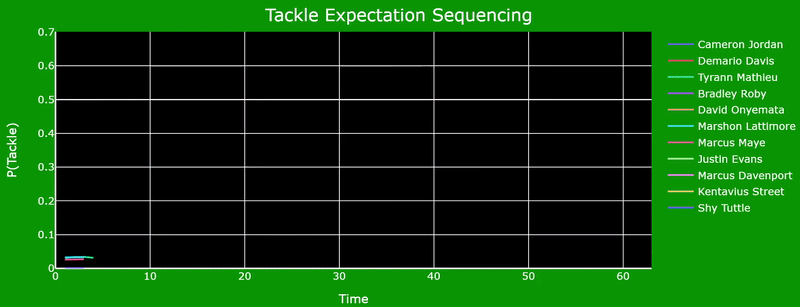 Tackle Expectation Sequencing
0.7
0.6
0.5
0.4
0.3
0.2
0.1
0
P(Tackle)
0 10 20 30 40 50 60
Time
Cameron Jordan
Demario Davis
Tyrann Mathieu
Bradley Roby
David Onyemata
Marshon Lattimore
Marcus Maye
Justin Evans
Marcus Davenport
Kentavius Street
Shy Tuttle